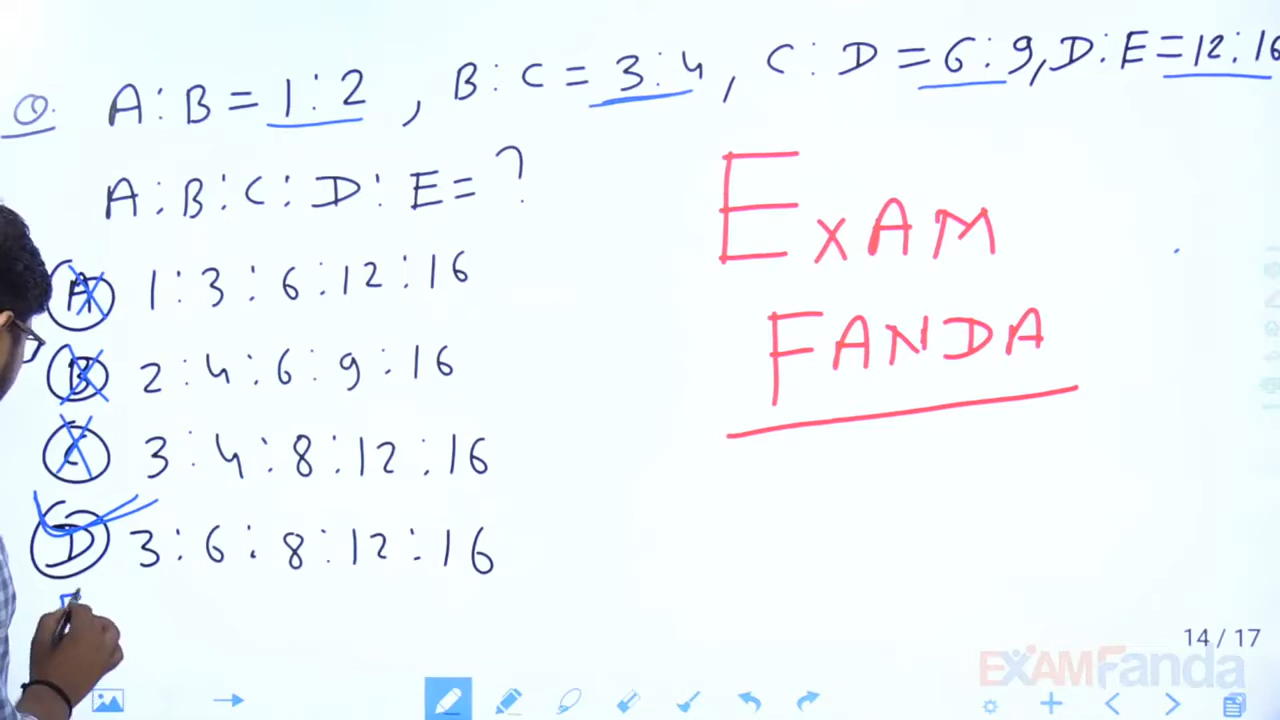 Q. A:B = 1:2 , B:C = 3:4 , C:D = 6:9, D:E = 12:16
A:B:C:D:E = ?
EXAM
FANDA
A 1:3:6:12:16
B 2:4:6:9:16
C 3:4:8:12:16
D 3:6:8:12:16
14 / 17
EXAMFanda